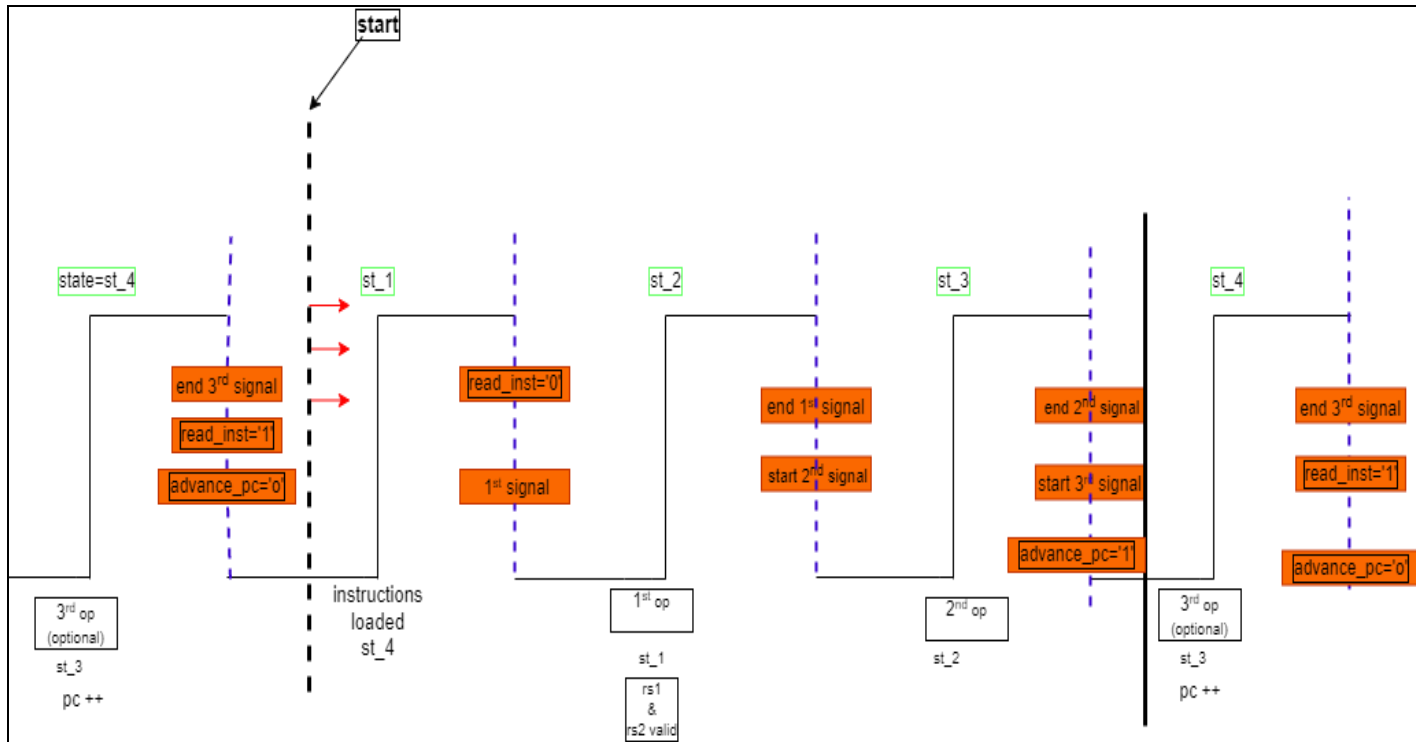 start
state=st_4
st_1
st_2
st_3
st_4
end 3rd signal
read_inst='1'
advance_pc='o'
read_inst='0'
1st signal
end 1st signal
start 2nd signal
end 2nd signal
start 3rd signal
advance_pc='1'
end 3rd signal
read_inst='1'
advance_pc='o'
3rd op
(optional)
st_3
pc ++
instructions
loaded
st_4
1st op
st_1
rs1
&
rs2 valid
2nd op
st_2
3rd op
(optional)
st_3
pc ++